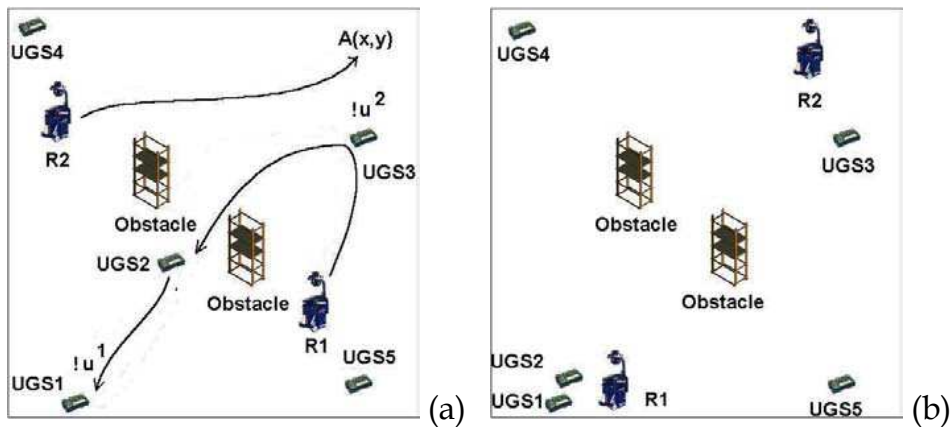 UGS4
A(x,y)
!u²
R2
UGS3
Obstacle
UGS2
Obstacle
R1
!u¹
UGS1
UGS5
(a)
UGS4
R2
UGS3
Obstacle
Obstacle
UGS2
UGS1
R1
UGS5
(b)